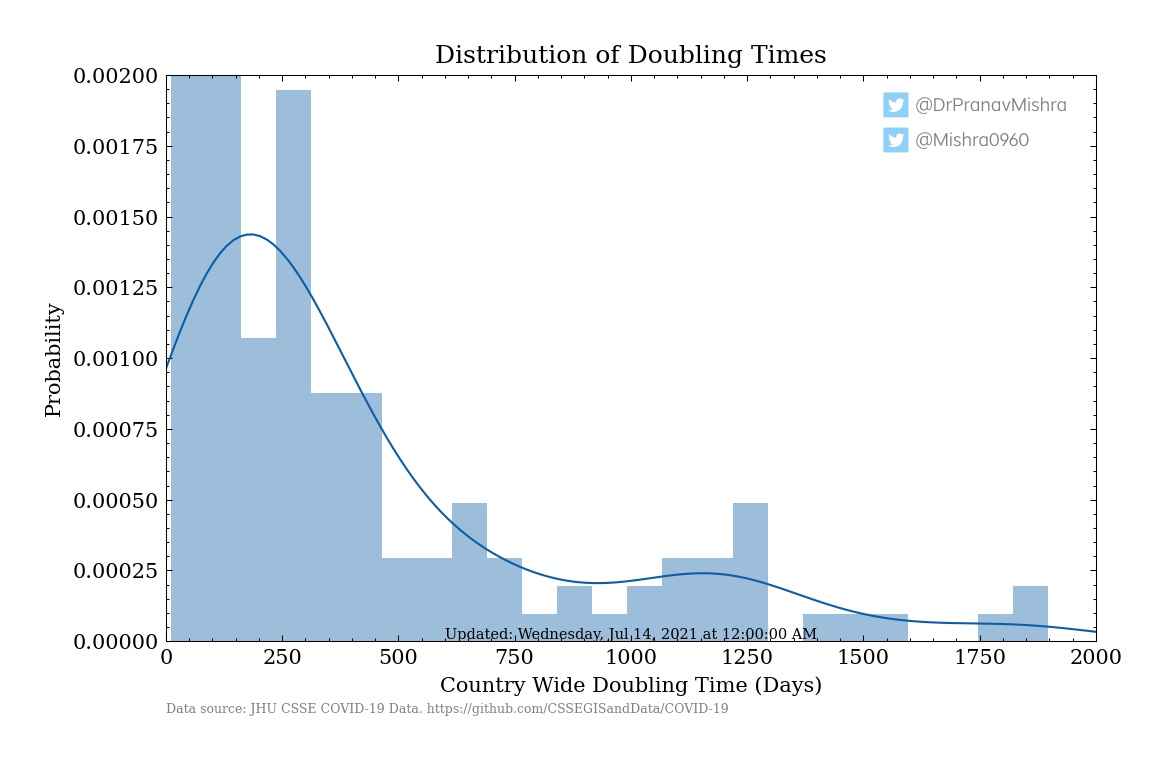 Distribution of Doubling Times
@DrPranavMishra
@Mishra0960
0.00200
0.00175
0.00150
0.00125
0.00100
0.00075
0.00050
0.00025
0.00000
Probability
Updated: Wednesday, Jul 14, 2021 at 12:00:00 AM
0 250 500 750 1000 1250 1500 1750 2000
Country Wide Doubling Time (Days)
Data source: JHU CSSE COVID-19 Data. https://github.com/CSSEGISandData/COVID-19